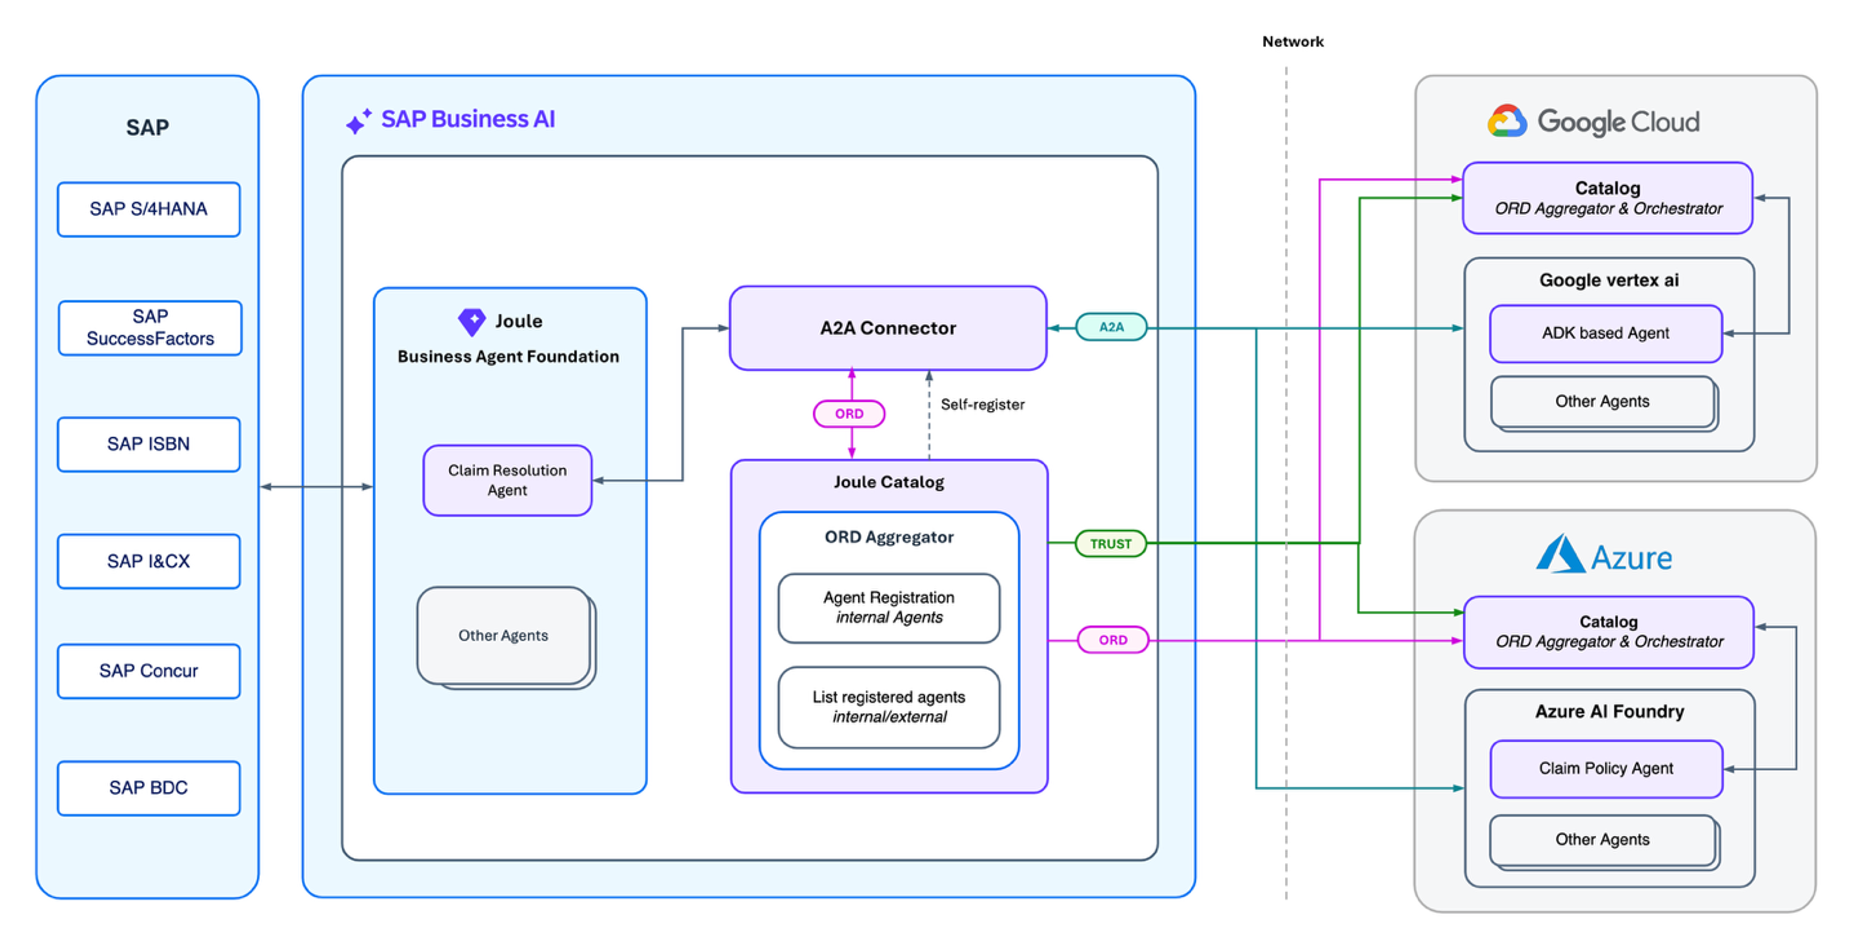 Network
SAP
SAP S/4HANA
SAP
SuccessFactors
SAP ISBN
SAP I&CX
SAP Concur
SAP BDC
SAP Business AI
Joule
Business Agent Foundation
Claim Resolution
Agent
Other Agents
A2A Connector
A2A
ORD
Self-register
Joule Catalog
ORD Aggregator
Agent Registration
internal Agents
List registered agents
internal/external
TRUST
ORD
Google Cloud
Catalog
ORD Aggregator & Orchestrator
Google vertex ai
ADK based Agent
Other Agents
Azure
Catalog
ORD Aggregator & Orchestrator
Azure AI Foundry
Claim Policy Agent
Other Agents